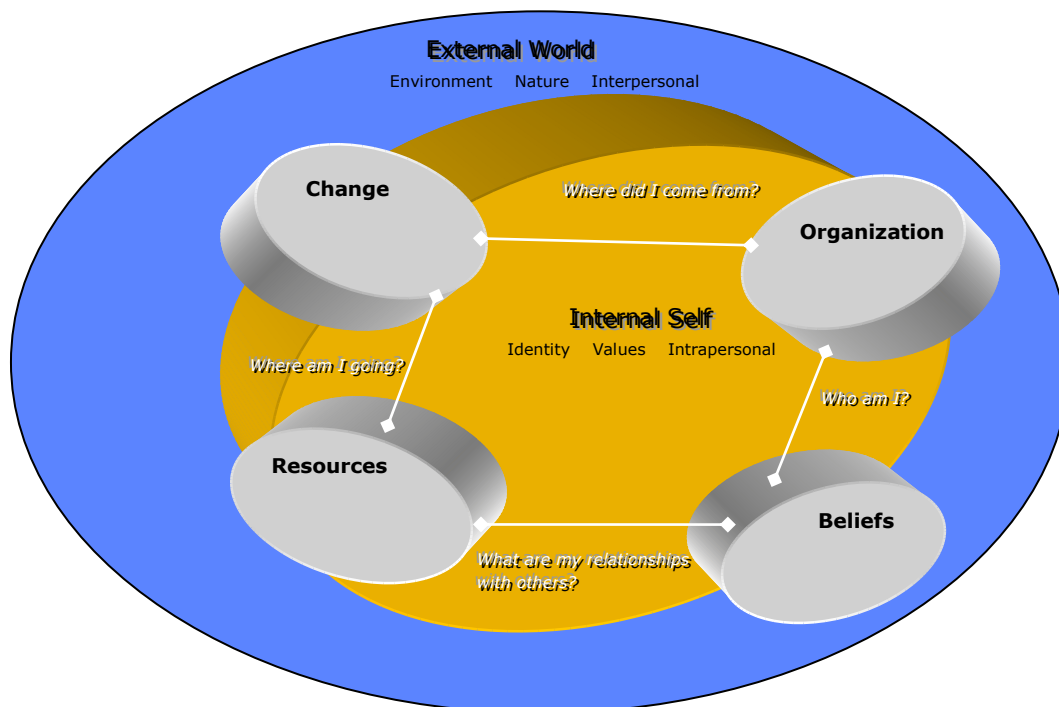 External World
Environment Nature Interpersonal
Change
Where did I come from?
Organization
Internal Self
Identity Values Intrapersonal
Where am I going?
Who am I?
Resources
Beliefs
What are my relationships
with others?